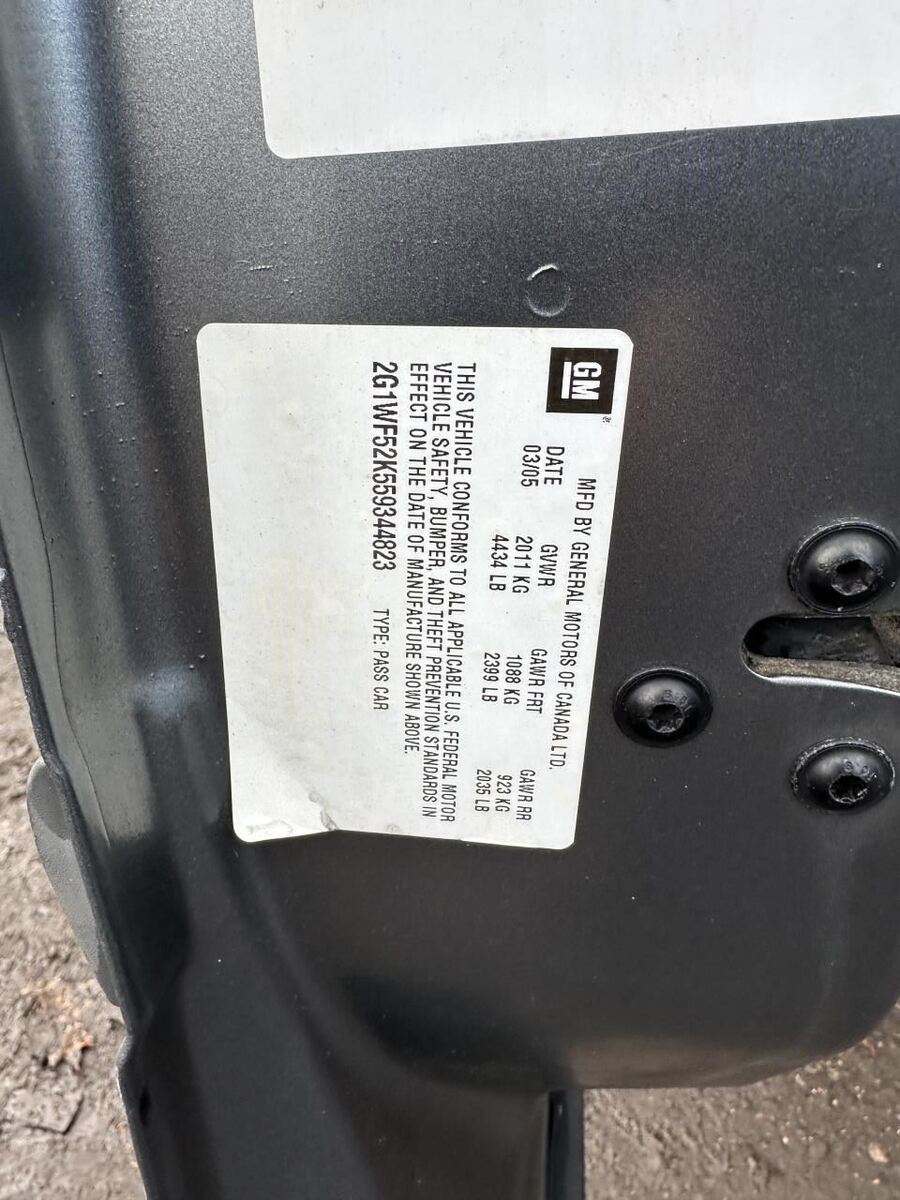 GM
MFD BY GENERAL MOTORS OF CANADA LTD.
DATE GVWR GAWR FRT GAWR RR
03/05 2011 KG 1088 KG 923 KG
4434 LB 2399 LB 2035 LB
THIS VEHICLE CONFORMS TO ALL APPLICABLE U.S. FEDERAL MOTOR
VEHICLE SAFETY, BUMPER, AND THEFT PREVENTION STANDARDS IN
EFFECT ON THE DATE OF MANUFACTURE SHOWN ABOVE.
2G1WF52K559344823 TYPE: PASS CAR